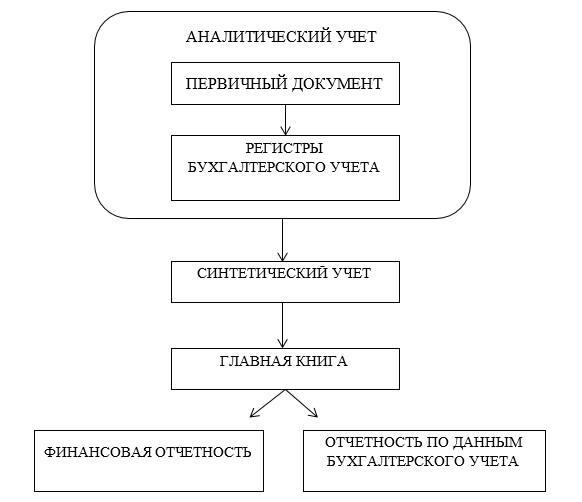 АНАЛИТИЧЕСКИЙ УЧЕТ
ПЕРВИЧНЫЙ ДОКУМЕНТ
РЕГИСТРЫ
БУХГАЛТЕРСКОГО УЧЕТА
СИНТЕТИЧЕСКИЙ УЧЕТ
ГЛАВНАЯ КНИГА
ФИНАНСОВАЯ ОТЧЕТНОСТЬ
ОТЧЕТНОСТЬ ПО ДАННЫМ
БУХГАЛТЕРСКОГО УЧЕТА